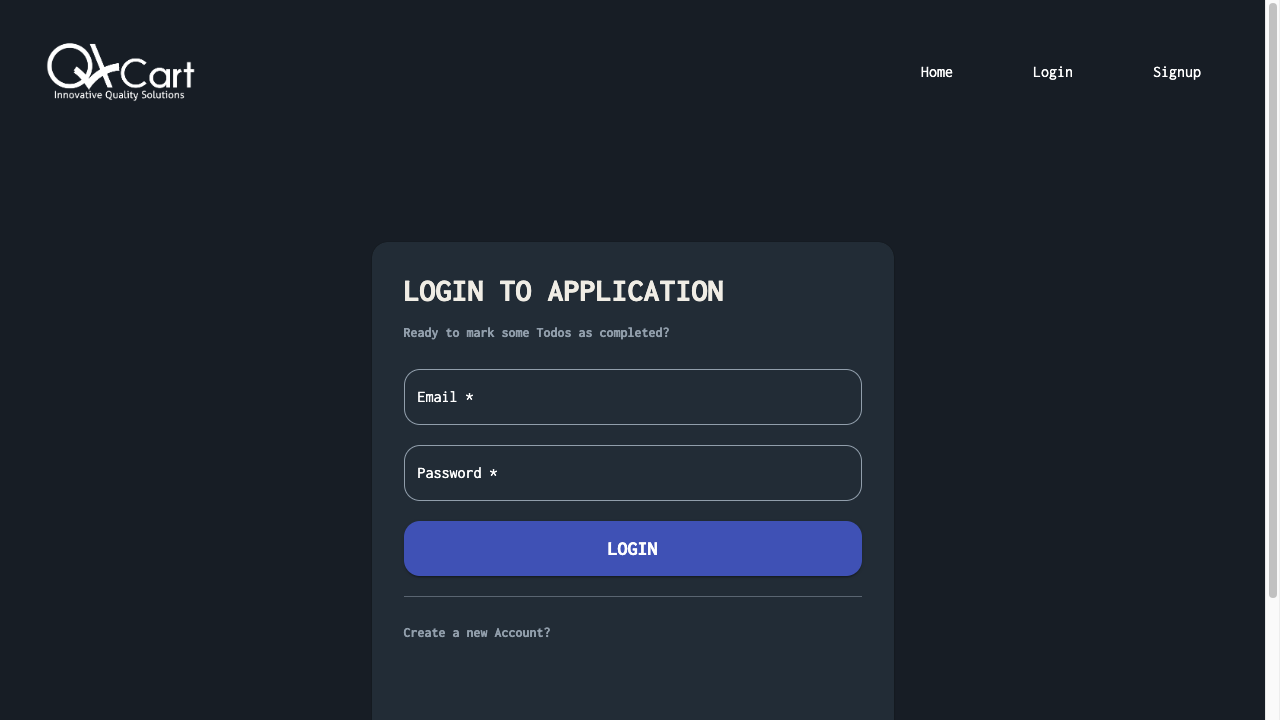 QACart
Innovative Quality Solutions
Home
Login
Signup
LOGIN TO APPLICATION
Ready to mark some Todos as completed?
Email *
Password *
LOGIN
Create a new Account?